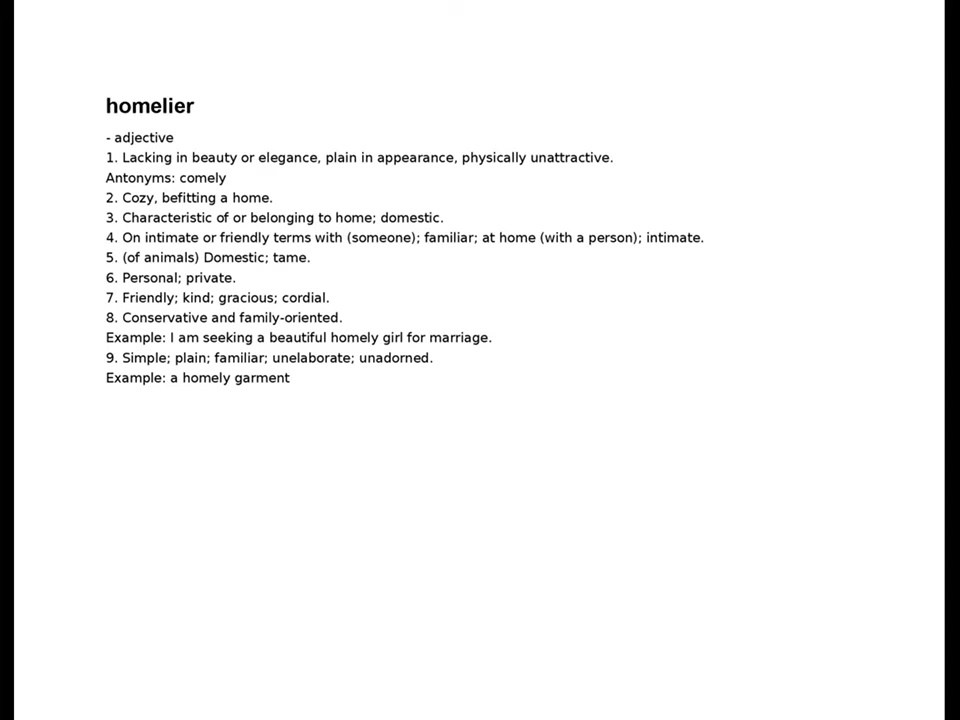 homelier
- adjective
1. Lacking in beauty or elegance, plain in appearance, physically unattractive.
Antonyms: comely
2. Cozy, befitting a home.
3. Characteristic of or belonging to home; domestic.
4. On intimate or friendly terms with (someone); familiar; at home (with a person); intimate.
5. (of animals) Domestic; tame.
6. Personal; private.
7. Friendly; kind; gracious; cordial.
8. Conservative and family-oriented.
Example: I am seeking a beautiful homely girl for marriage.
9. Simple; plain; familiar; unelaborate; unadorned.
Example: a homely garment